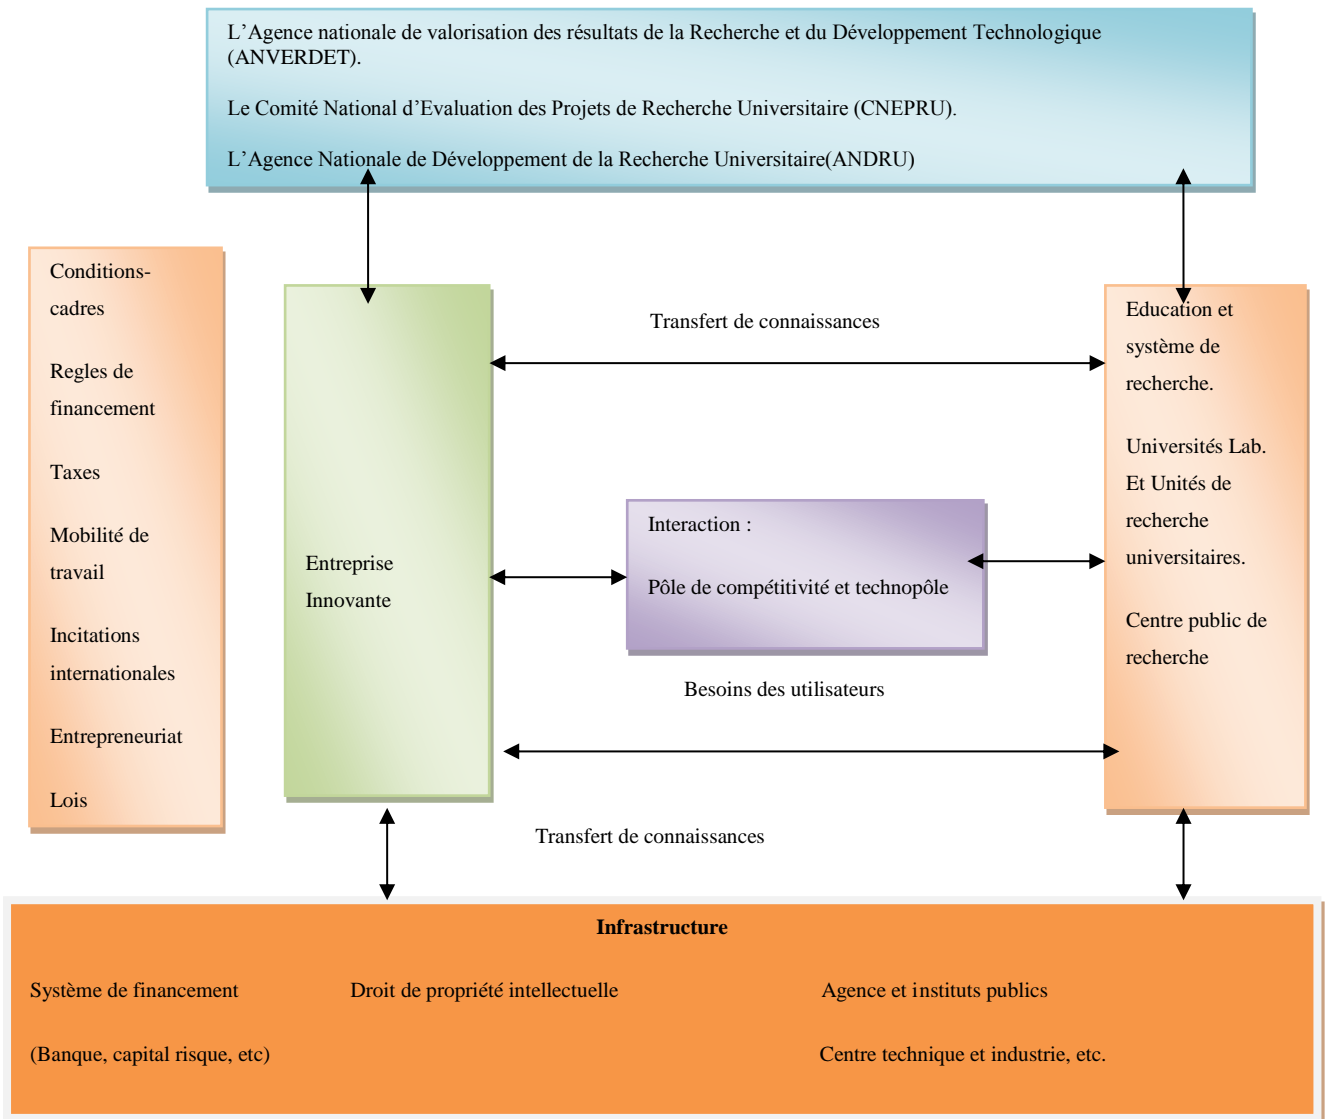 L’Agence nationale de valorisation des résultats de la Recherche et du Développement Technologique
(ANVERDET).
Le Comité National d’Evaluation des Projets de Recherche Universitaire (CNEPRU).
L’Agence Nationale de Développement de la Recherche Universitaire(ANDRU)
Conditions-
cadres
Regles de
financement
Taxes
Mobilité de
travail
Incitations
internationales
Entrepreneuriat
Lois
Entreprise
Innovante
Transfert de connaissances
Interaction :
Pôle de compétitivité et technopôle
Besoins des utilisateurs
Transfert de connaissances
Education et
système de
recherche.
Universités Lab.
Et Unités de
recherche
universitaires.
Centre public de
recherche
Infrastructure
Système de financement
Droit de propriété intellectuelle
Agence et instituts publics
(Banque, capital risque, etc)
Centre technique et industrie, etc.